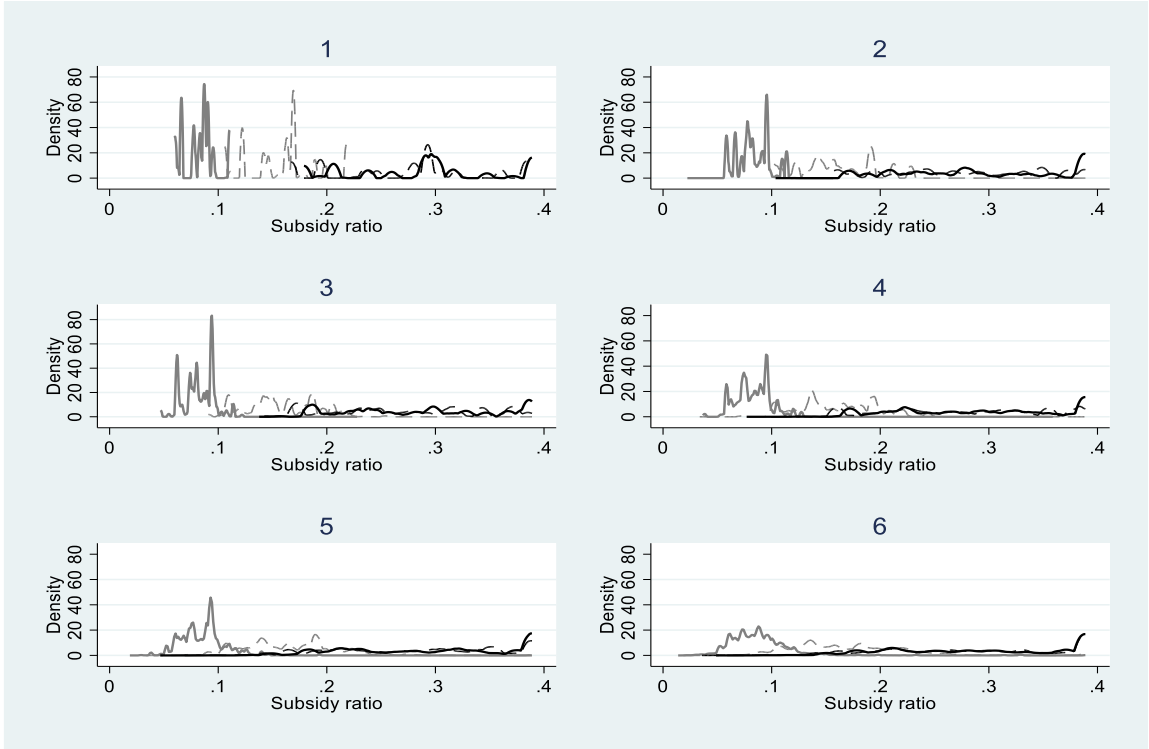 1
Density
0 20 40 60 80
0 .1 .2 .3 .4
Subsidy ratio
2
Density
0 20 40 60 80
0 .1 .2 .3 .4
Subsidy ratio
3
Density
0 20 40 60 80
0 .1 .2 .3 .4
Subsidy ratio
4
Density
0 20 40 60 80
0 .1 .2 .3 .4
Subsidy ratio
5
Density
0 20 40 60 80
0 .1 .2 .3 .4
Subsidy ratio
6
Density
0 20 40 60 80
0 .1 .2 .3 .4
Subsidy ratio